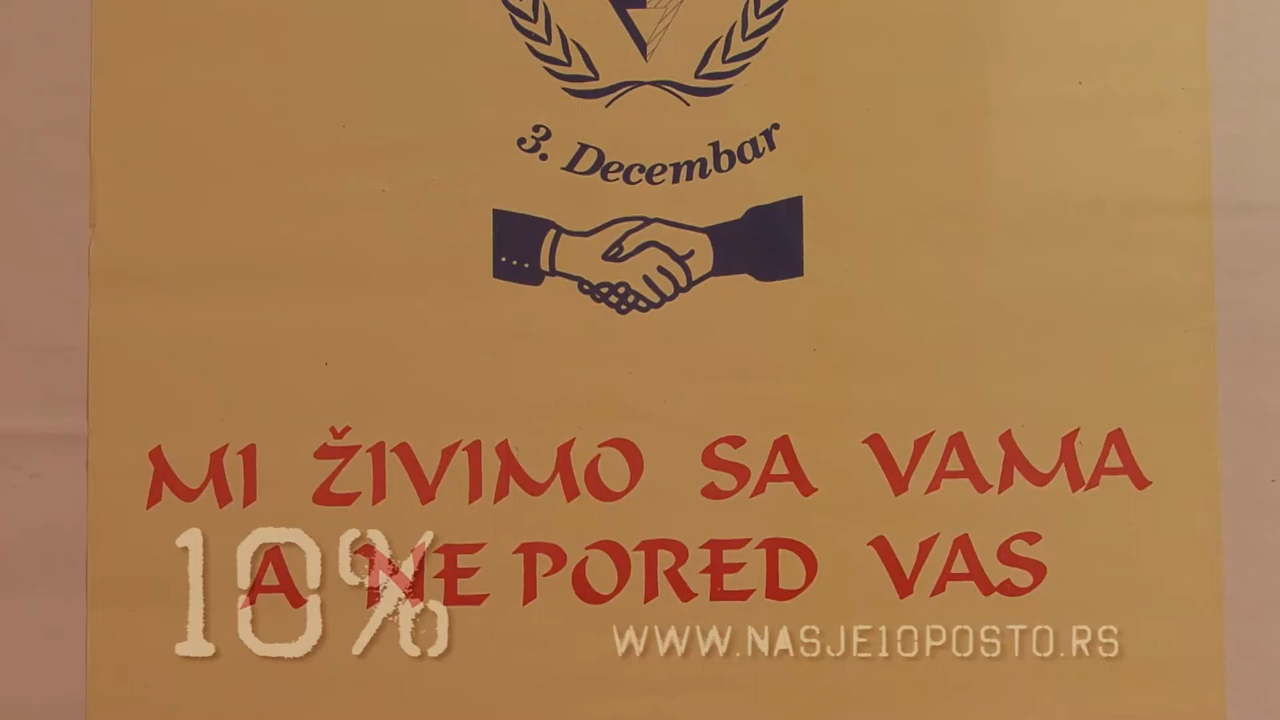 3. Decembar
MI ŽIVIMO SA VAMA
A NE PORED VAS
10%
WWW.NASJE10POSTO.RS